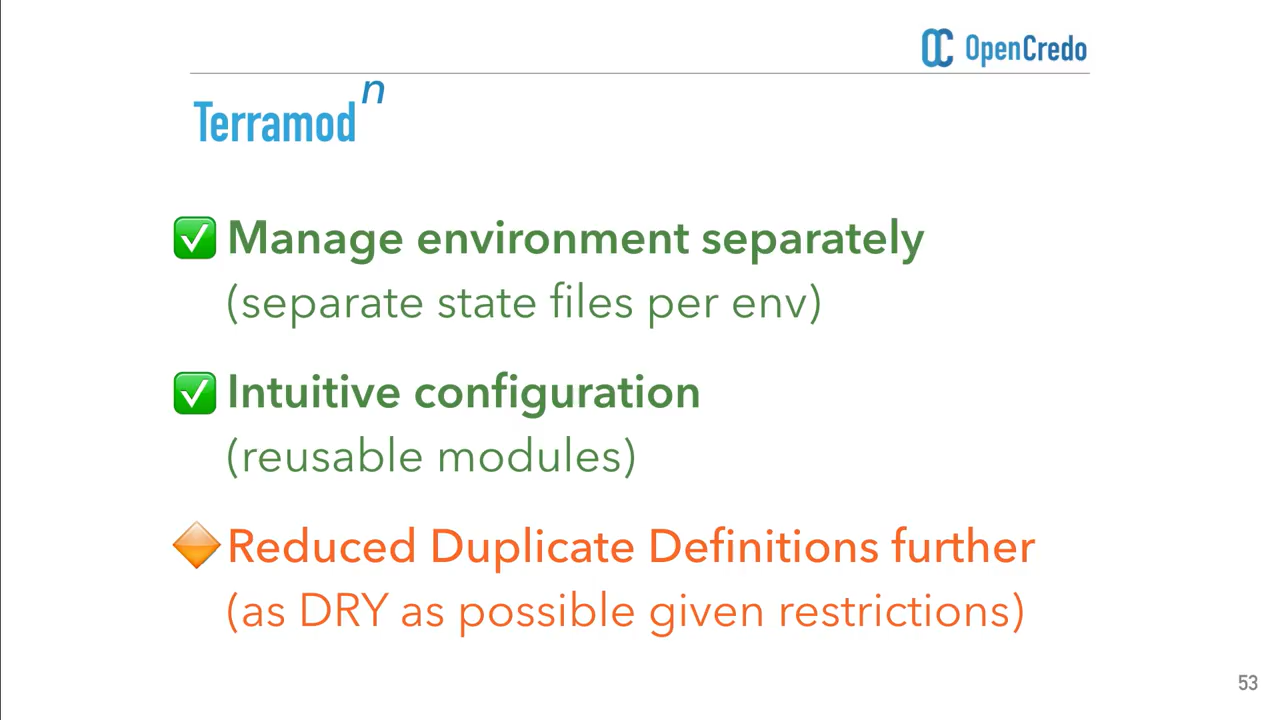 OpenCredo
Terramod n
Manage environment separately
(separate state files per env)
Intuitive configuration
(reusable modules)
Reduced Duplicate Definitions further
(as DRY as possible given restrictions)
53